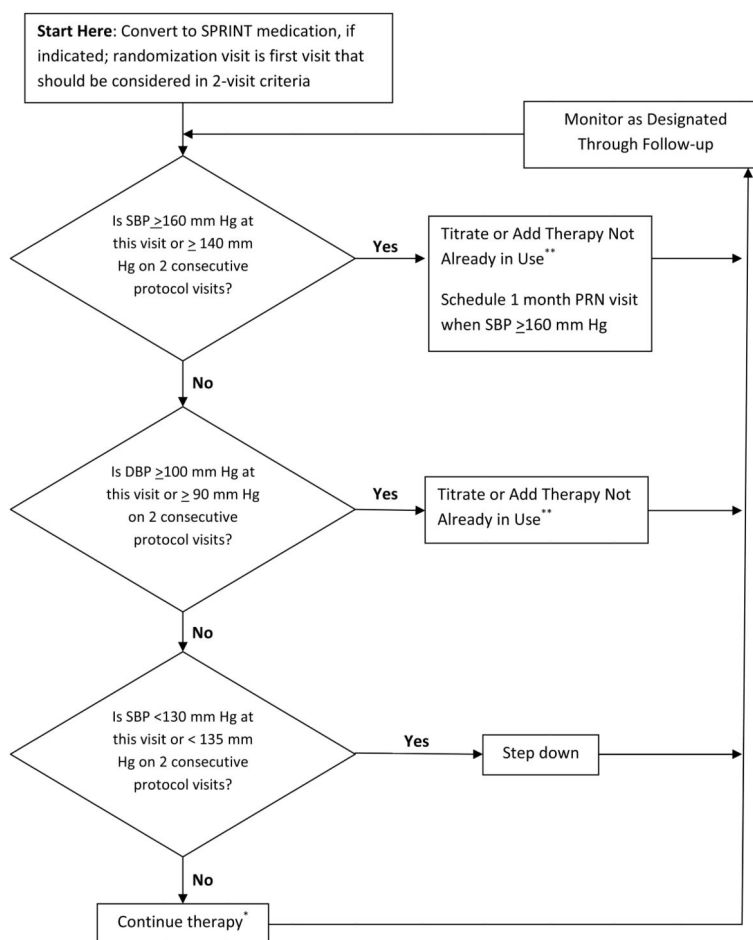 Start Here: Convert to SPRINT medication, if
indicated; randomization visit is first visit that
should be considered in 2-visit criteria
Monitor as Designated
Through Follow-up
Is SBP ≥160 mm Hg at
this visit or ≥ 140 mm
Hg on 2 consecutive
protocol visits?
Yes
Titrate or Add Therapy Not
Already in Use**
Schedule 1 month PRN visit
when SBP ≥160 mm Hg
No
Is DBP ≥100 mm Hg at
this visit or ≥ 90 mm Hg
on 2 consecutive
protocol visits?
Yes
Titrate or Add Therapy Not
Already in Use**
No
Is SBP <130 mm Hg at
this visit or < 135 mm
Hg on 2 consecutive
protocol visits?
Yes
Step down
No
Continue therapy*